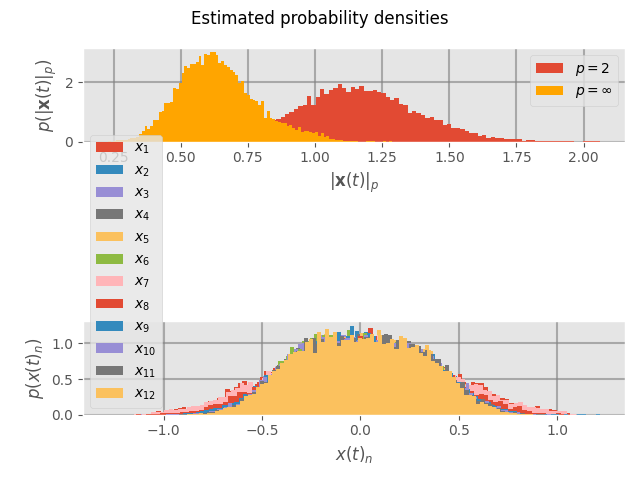 Estimated probability densities
p(|x(t)|_p)
2
0
p = 2
p = ∞
0.25 0.50 0.75 1.00 1.25 1.50 1.75 2.00
|x(t)|_p
x_1
x_2
x_3
x_4
x_5
x_6
x_7
x_8
x_9
x_10
x_11
x_12
p(x(t)_n)
1.0
0.5
0.0
−1.0 −0.5 0.0 0.5 1.0
x(t)_n